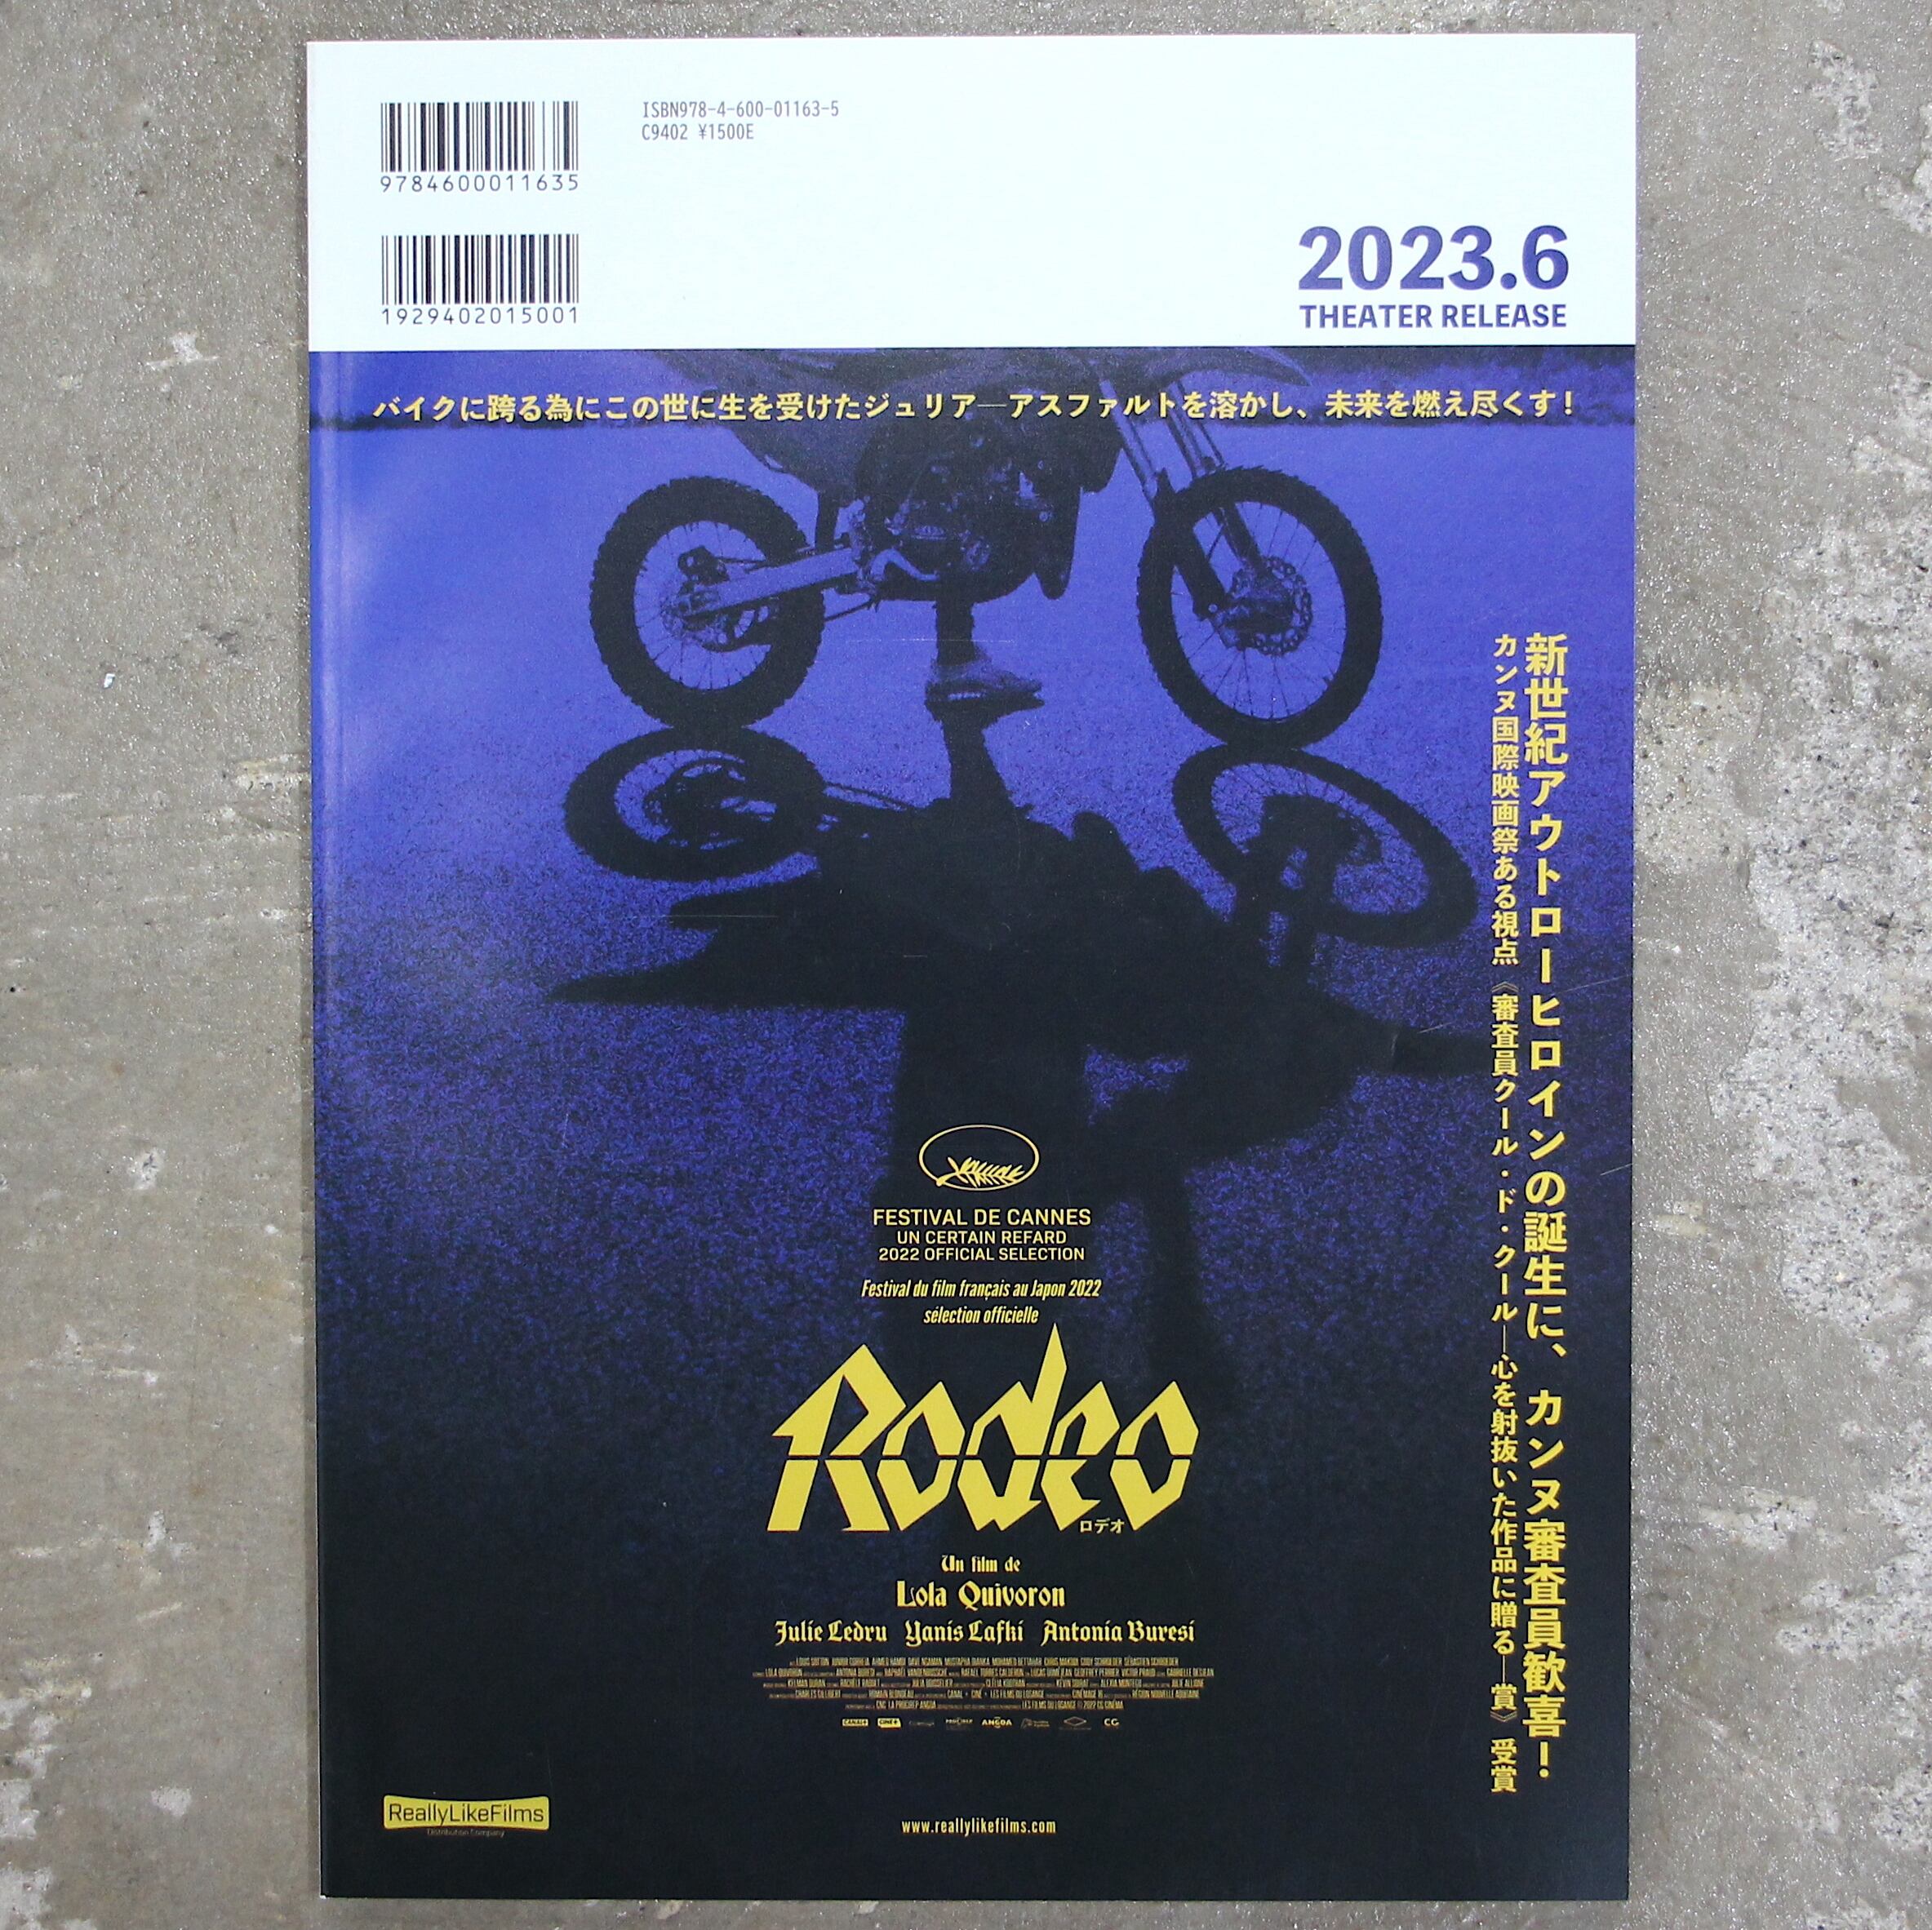 9784600011635
ISBN978-4-600-01163-5
C9402 ¥1500E
1929402015001
2023.6
THEATER RELEASE
バイクに跨る為にこの世に生を受けたジュリア―アスファルトを溶かし、未来を燃え尽くす!
新世紀アウトローヒロインの誕生に、カンヌ審査員歓喜!
カンヌ国際映画祭ある視点《審査員クール・ド・クール―心を射抜いた作品に贈る―賞》受賞
FESTIVAL DE CANNES
UN CERTAIN REFARD
2022 OFFICIAL SELECTION
Festival du film français au Japon 2022
sélection officielle
Rodeo
ロデオ
Un film de
Lola Quivoron
Julie Ledru Yanis Lafki Antonia Buresi
CANAL+ CINÉ+ PROCIREP ANGOA CG
ReallyLikeFilms
Distribution Company
www.reallylikefilms.com